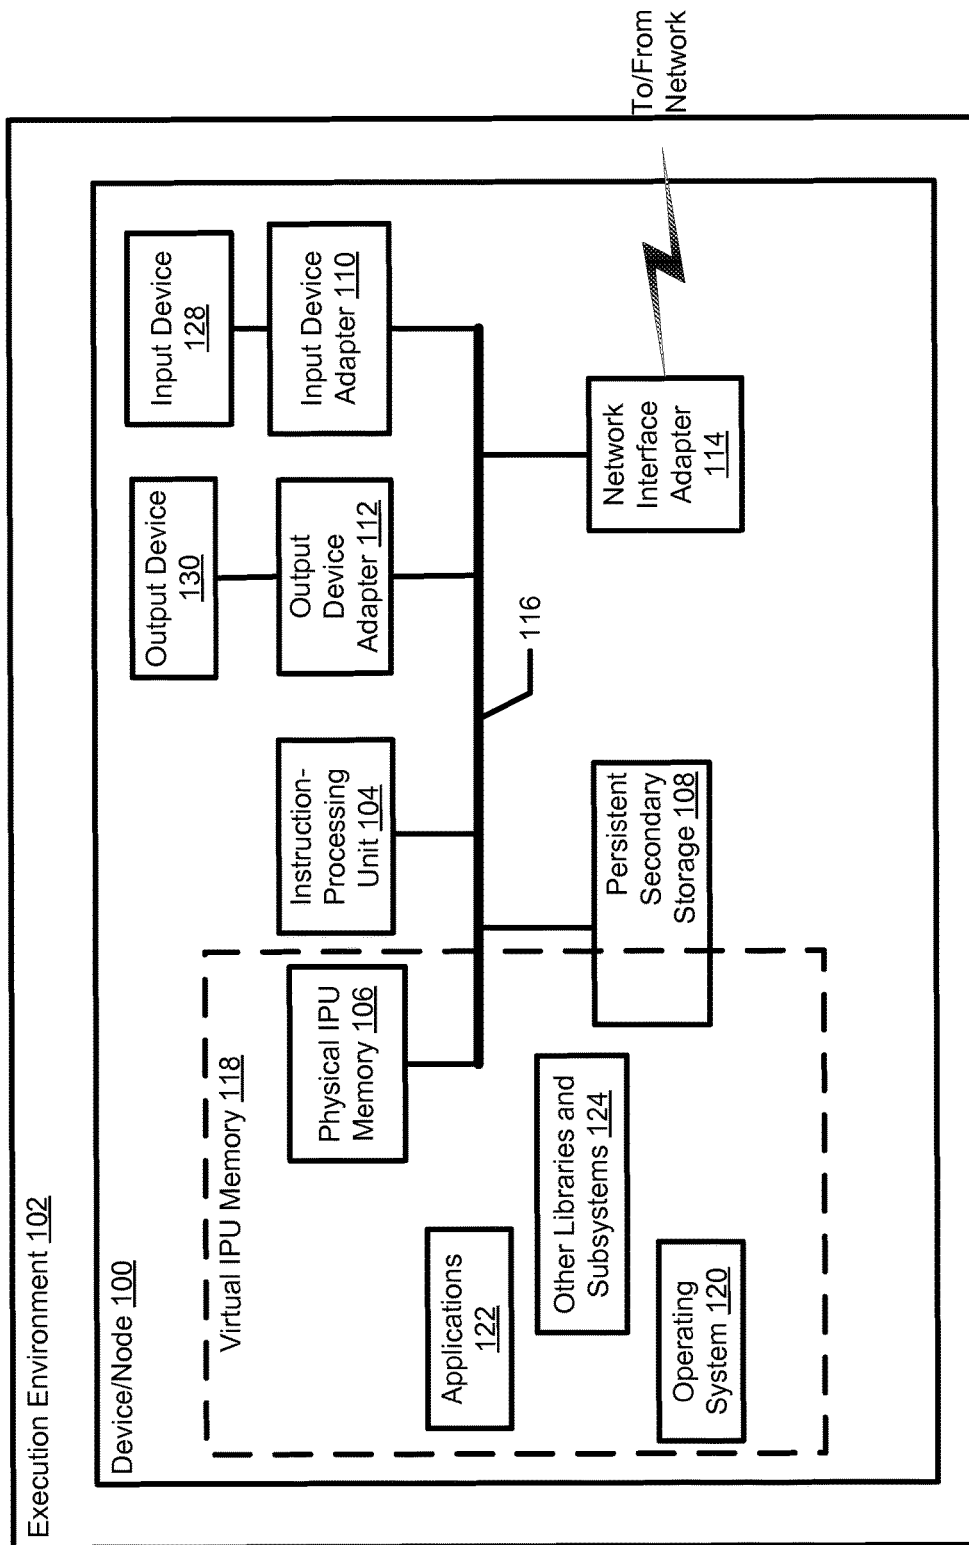 Execution Environment 102
Device/Node 100
Virtual IPU Memory 118
Output Device
130
Input Device
128
Physical IPU
Memory 106
Instruction-
Processing
Unit 104
Output
Device
Adapter 112
Input Device
Adapter 110
116
Applications
122
Other Libraries and
Subsystems 124
Operating
System 120
Persistent
Secondary
Storage 108
Network
Interface
Adapter
114
To/From
Network